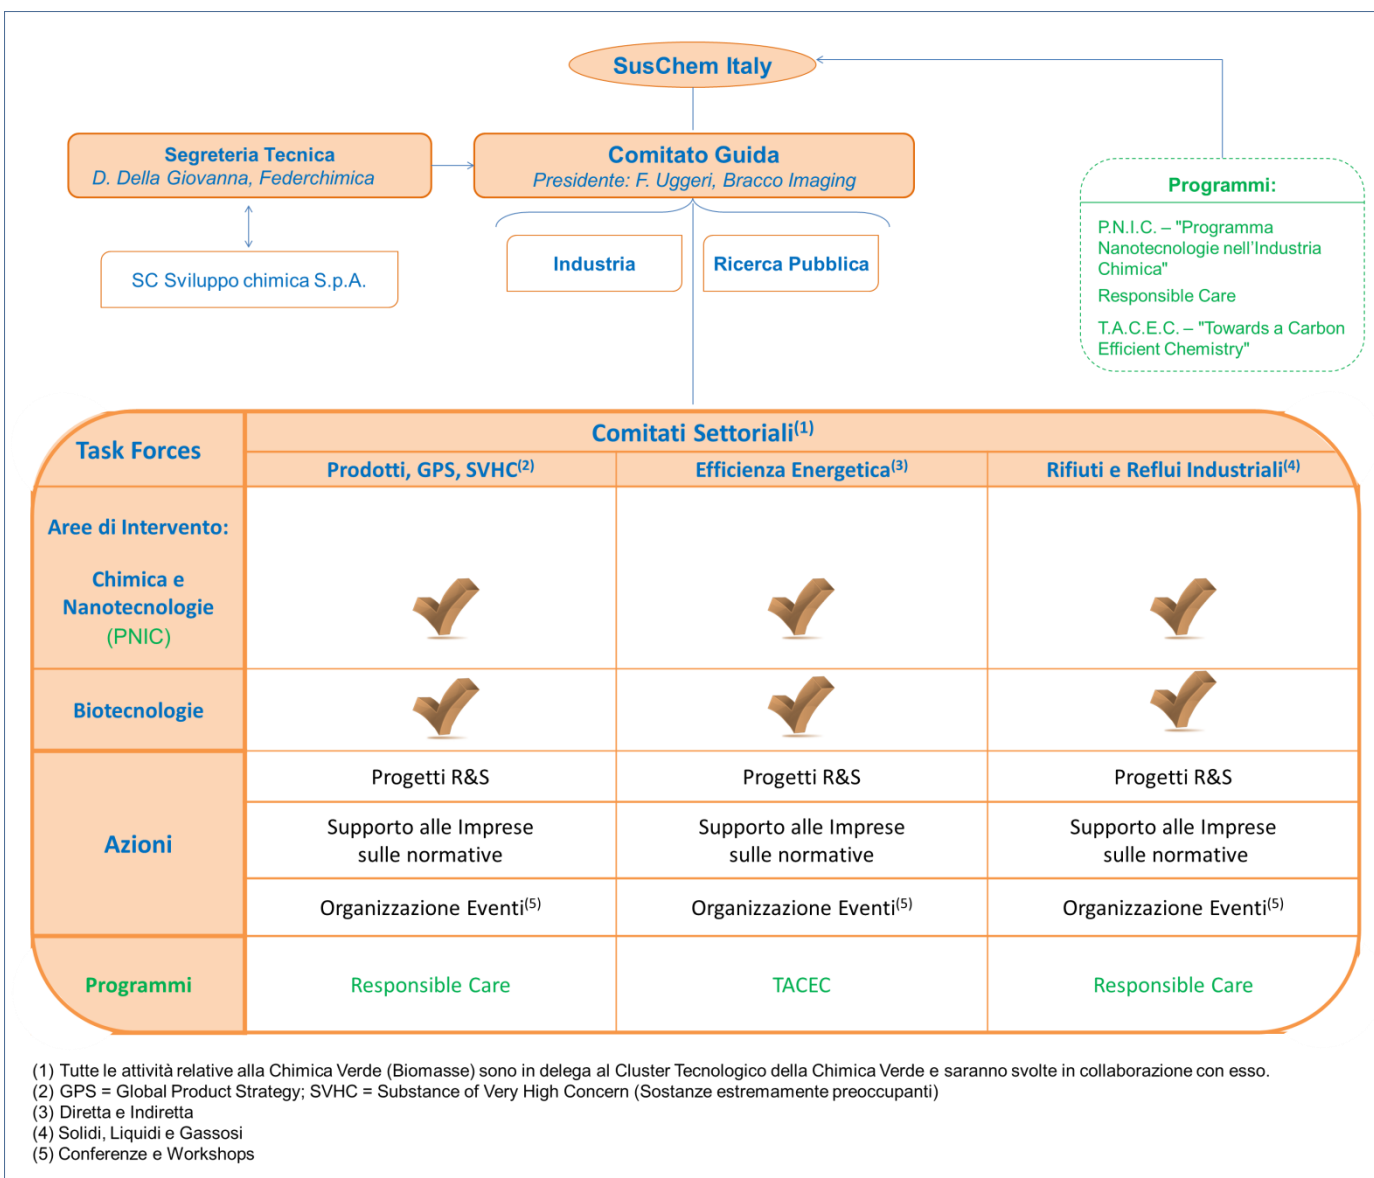 SusChem Italy
Segreteria Tecnica
D. Della Giovanna, Federchimica
Comitato Guida
Presidente: F. Uggeri, Bracco Imaging
SC Sviluppo chimica S.p.A.
Industria
Ricerca Pubblica
Programmi:
P.N.I.C. – "Programma
Nanotecnologie nell'Industria
Chimica"
Responsible Care
T.A.C.E.C. – "Towards a Carbon
Efficient Chemistry"
Task Forces
Comitati Settoriali(1)
Prodotti, GPS, SVHC(2)
Efficienza Energetica(3)
Rifiuti e Reflui Industriali(4)
Aree di Intervento:
Chimica e
Nanotecnologie
(PNIC)
Biotecnologie
Azioni
Progetti R&S
Progetti R&S
Progetti R&S
Supporto alle Imprese
sulle normative
Supporto alle Imprese
sulle normative
Supporto alle Imprese
sulle normative
Organizzazione Eventi(5)
Organizzazione Eventi(5)
Organizzazione Eventi(5)
Programmi
Responsible Care
TACEC
Responsible Care
(1) Tutte le attività relative alla Chimica Verde (Biomasse) sono in delega al Cluster Tecnologico della Chimica Verde e saranno svolte in collaborazione con esso.
(2) GPS = Global Product Strategy; SVHC = Substance of Very High Concern (Sostanze estremamente preoccupanti)
(3) Diretta e Indiretta
(4) Solidi, Liquidi e Gassosi
(5) Conferenze e Workshops